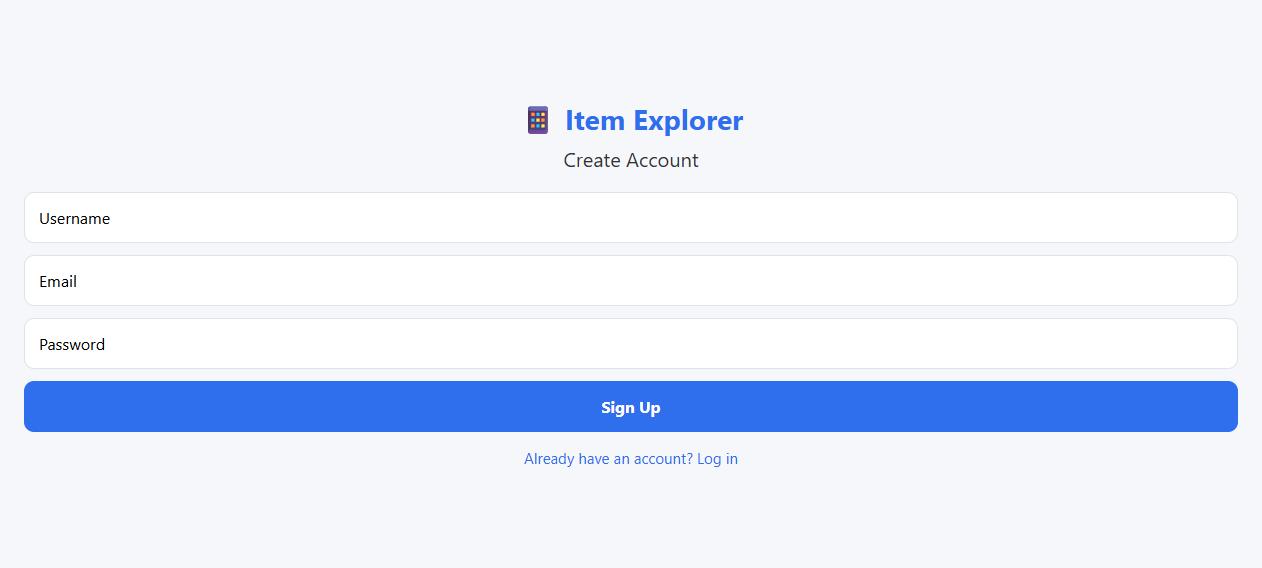 Item Explorer
Create Account
Username
Email
Password
Sign Up
Already have an account? Log in